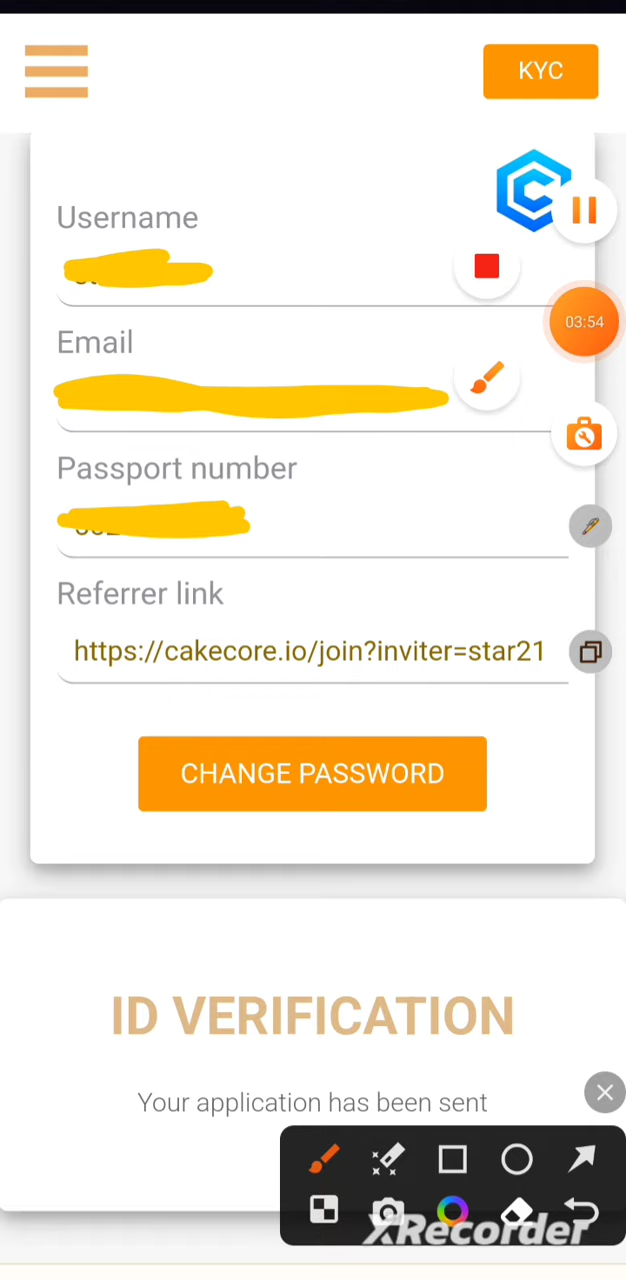 KYC
Username
03:54
Email
Passport number
Referrer link
https://cakecore.io/join?inviter=star21
CHANGE PASSWORD
ID VERIFICATION
Your application has been sent
XRecorder